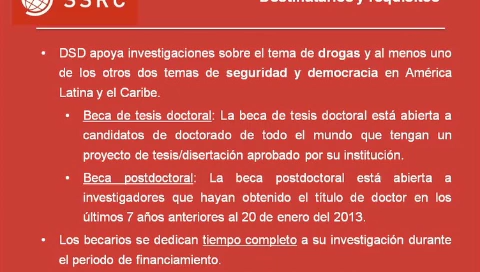 SSRC
Destinatarios y requisitos
• DSD apoya investigaciones sobre el tema de drogas y al menos uno
de los otros dos temas de seguridad y democracia en América
Latina y el Caribe.
• Beca de tesis doctoral: La beca de tesis doctoral está abierta a
candidatos de doctorado de todo el mundo que tengan un
proyecto de tesis/disertación aprobado por su institución.
• Beca postdoctoral: La beca postdoctoral está abierta a
investigadores que hayan obtenido el título de doctor en los
últimos 7 años anteriores al 20 de enero del 2013.
• Los becarios se dedican tiempo completo a su investigación durante
el periodo de financiamiento.